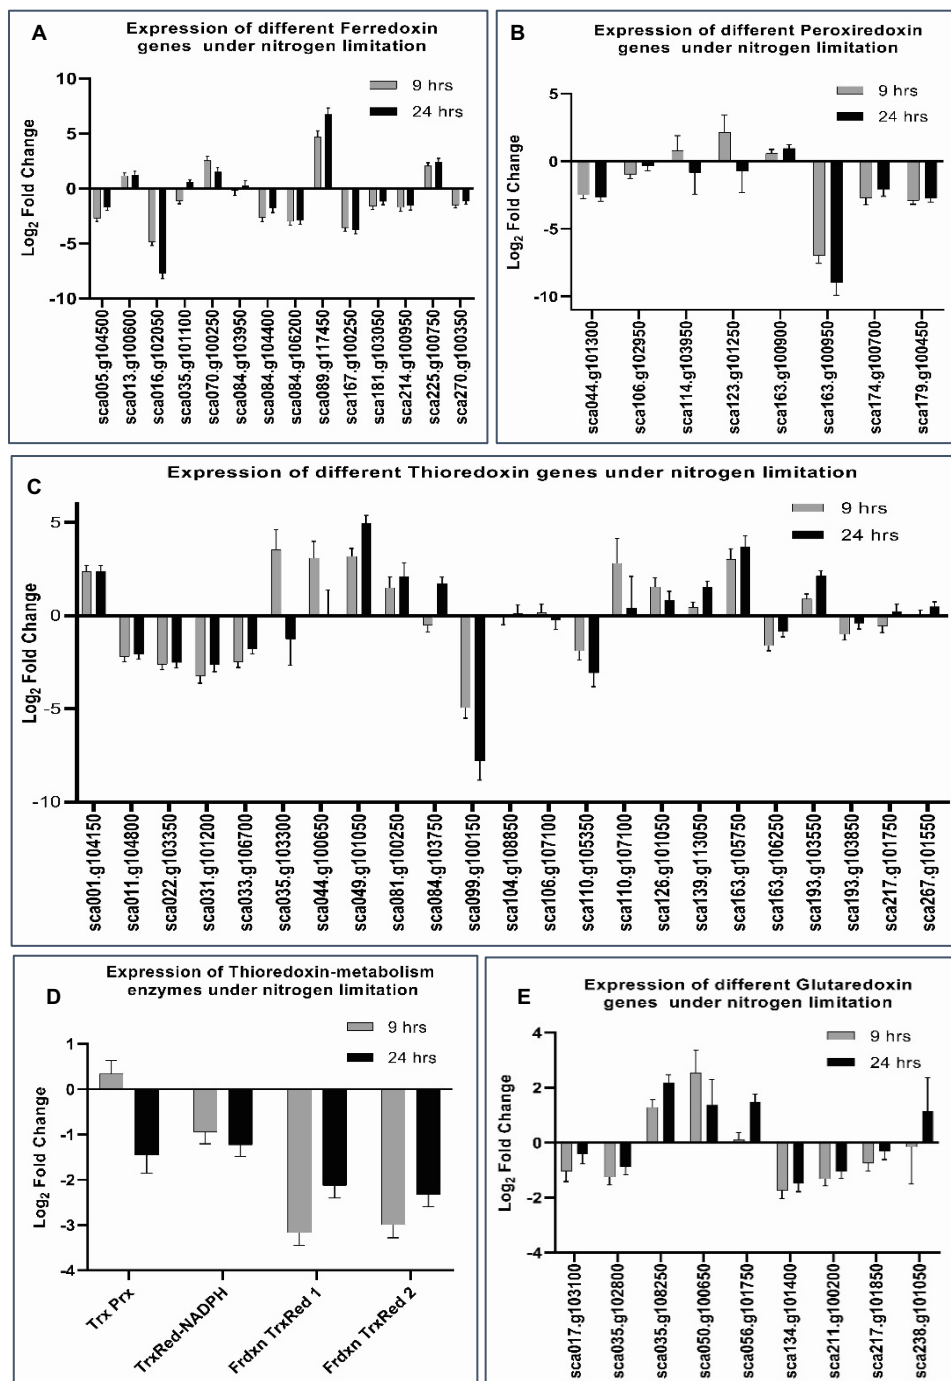 A
Expression of different Ferredoxin
genes under nitrogen limitation
9 hrs
24 hrs
Log2 Fold Change
10
5
0
-5
-10
sca005.g104500
sca013.g100600
sca016.g102050
sca035.g101100
sca070.g100250
sca084.g103950
sca084.g104400
sca084.g106200
sca089.g117450
sca167.g100250
sca181.g103050
sca214.g100950
sca225.g100750
sca270.g100350
B
Expression of different Peroxiredoxin
genes under nitrogen limitation
9 hrs
24 hrs
Log2 Fold Change
5
0
-5
-10
sca044.g101300
sca106.g102950
sca114.g103950
sca123.g101250
sca163.g100900
sca163.g100950
sca174.g100700
sca179.g100450
C
Expression of different Thioredoxin genes under nitrogen limitation
9 hrs
24 hrs
Log2 Fold Change
5
0
-5
-10
sca001.g104150
sca011.g104800
sca022.g103350
sca031.g101200
sca033.g106700
sca035.g103300
sca044.g100650
sca049.g101050
sca081.g100250
sca084.g103750
sca099.g100150
sca104.g108850
sca106.g107100
sca110.g105350
sca110.g107100
sca126.g101050
sca139.g113050
sca163.g105750
sca163.g106250
sca193.g103550
sca193.g103850
sca217.g101750
sca267.g101550
D
Expression of Thioredoxin-metabolism
enzymes under nitrogen limitation
9 hrs
24 hrs
Log2 Fold Change
1
0
-1
-2
-3
-4
Trx Prx
TrxRed-NADPH
Frdxn TrxRed 1
Frdxn TrxRed 2
E
Expression of different Glutaredoxin
genes under nitrogen limitation
9 hrs
24 hrs
Log2 Fold Change
4
2
0
-2
-4
sca017.g103100
sca035.g102800
sca035.g108250
sca050.g100650
sca056.g101750
sca134.g101400
sca211.g100200
sca217.g101850
sca238.g101050